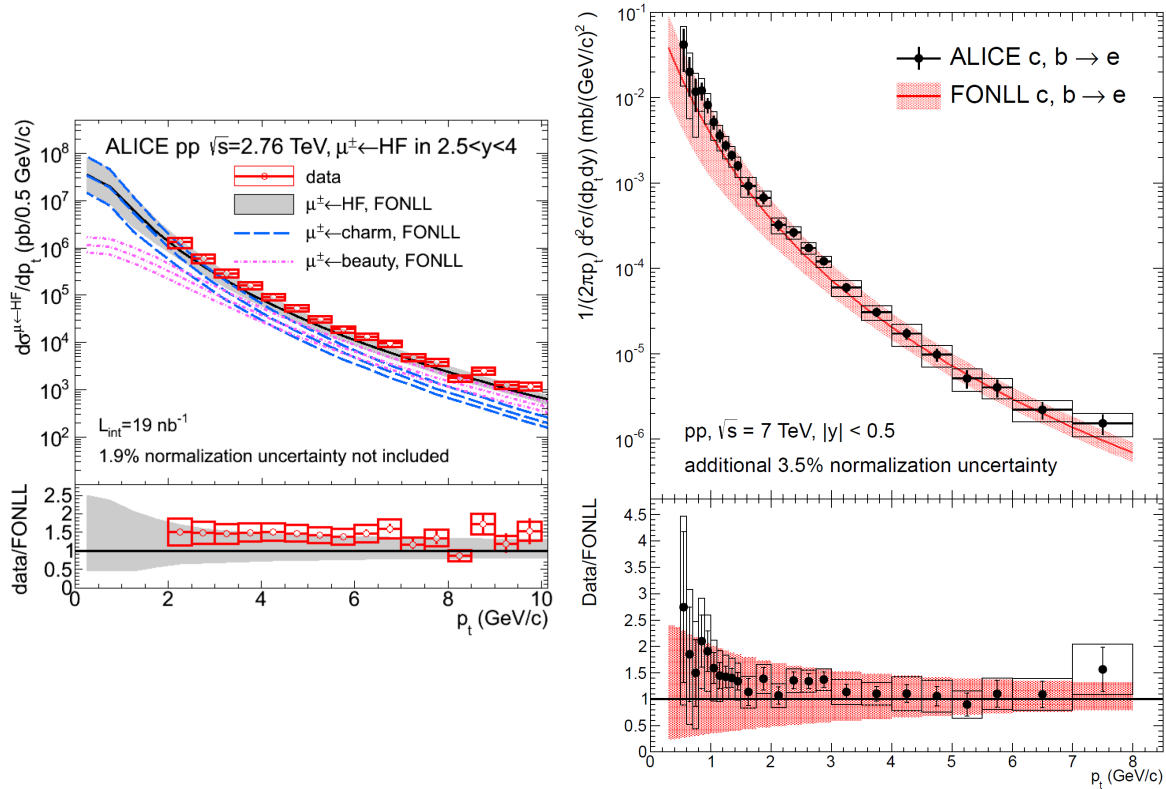 dσ^{μ←HF}/dp_t (pb/0.5 GeV/c)
10^8
10^7
10^6
10^5
10^4
10^3
10^2
ALICE pp √s=2.76 TeV, μ^±←HF in 2.5<y<4
data
μ^±←HF, FONLL
μ^±←charm, FONLL
μ^±←beauty, FONLL
L_int=19 nb^-1
1.9% normalization uncertainty not included
data/FONLL
2.5
2
1.5
1
0.5
0
0 2 4 6 8 10
p_t (GeV/c)
1/(2πp_t) d^2σ/(dp_t dy) (mb/(GeV/c)^2)
10^-1
10^-2
10^-3
10^-4
10^-5
10^-6
ALICE c, b → e
FONLL c, b → e
pp, √s = 7 TeV, |y| < 0.5
additional 3.5% normalization uncertainty
Data/FONLL
4.5
4
3.5
3
2.5
2
1.5
1
0.5
0
0 1 2 3 4 5 6 7 8
p_t (GeV/c)